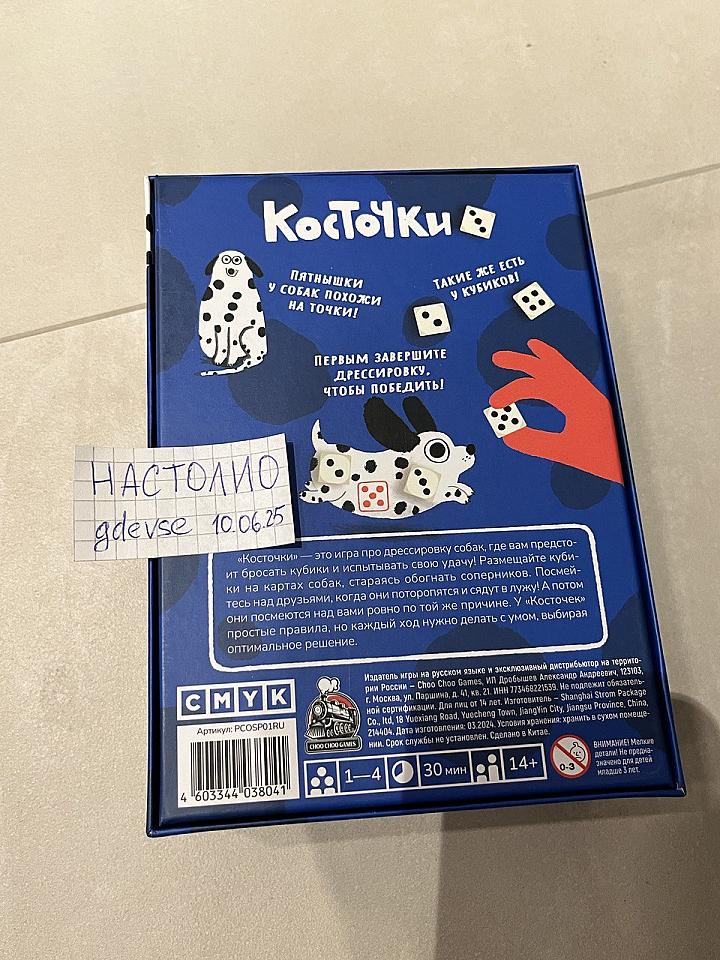 КосТоЧКи
ПЯТНЫШКИ
У СОБАК ПОХОЖИ
НА ТОЧКИ!
ТАКИЕ ЖЕ ЕСТЬ
У КУБИКОВ!
ПЕРВЫМ ЗАВЕРШИТЕ
ДРЕССИРОВКУ,
ЧТОБЫ ПОБЕДИТЬ!
НАСТОЛИО
gdevse 10.06.25
«Косточки» — это игра про дрессировку собак, где вам предсто-
ит бросать кубики и испытывать свою удачу! Размещайте куби-
ки на картах собак, стараясь обогнать соперников. Посмей-
тесь над друзьями, когда они поторопятся и сядут в лужу! А потом
они посмеются над вами ровно по той же причине. У «Косточек»
простые правила, но каждый ход нужно делать с умом, выбирая
оптимальное решение.
CMYK
Артикул: PCOSP01RU
4 603344 038041
CHOO CHOO GAMES
Издатель игры на русском языке и эксклюзивный дистрибьютор на террито-
рии России — Choo Choo Games, ИП Дробышев Александр Андреевич, 123103,
г. Москва, ул. Паршина, д. 41, кв. 21. ИНН 773468221539. Не подлежит обязатель-
ной сертификации. Для лиц от 14 лет. Изготовитель — Shanghai Strom Package
Co., ltd, 18 Yuexiang Road, Yuecheng Town, JiangYin City, Jiangsu Province, China,
214404. Дата изготовления: 03.2024. Условия хранения: хранить в сухом помеще-
нии. Срок службы не установлен. Сделано в Китае.
1—4
30 мин
14+
0-3
ВНИМАНИЕ! Мелкие
детали! Не предна-
значено для детей
младше 3 лет.